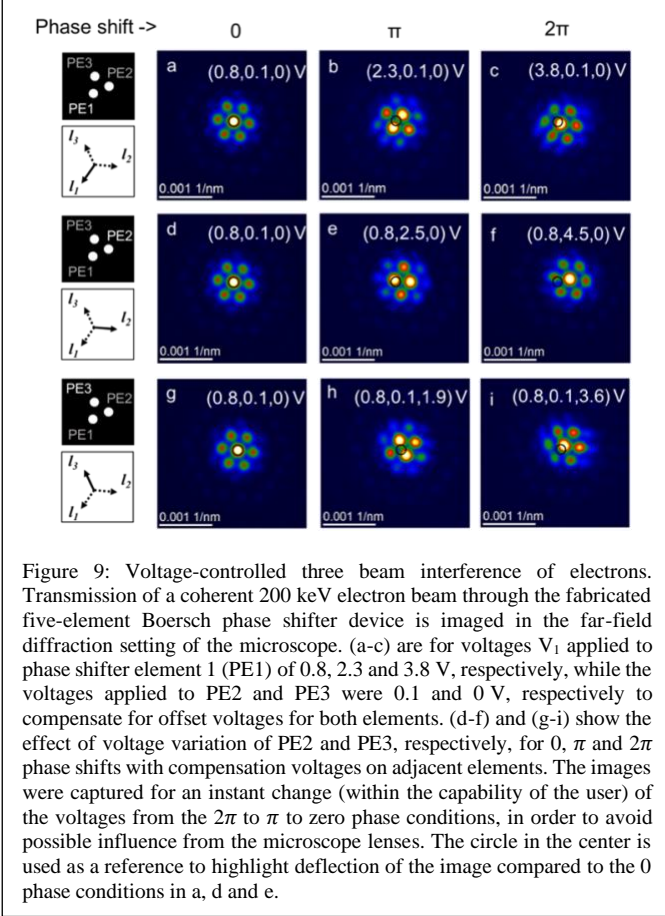 Phase shift -> 0 π 2π
PE3
PE2
PE1
a (0.8,0.1,0) V
b (2.3,0.1,0) V
c (3.8,0.1,0) V
l3
l2
l1
0.001 1/nm
0.001 1/nm
0.001 1/nm
PE3
PE2
PE1
d (0.8,0.1,0) V
e (0.8,2.5,0) V
f (0.8,4.5,0) V
l3
l2
l1
0.001 1/nm
0.001 1/nm
0.001 1/nm
PE3
PE2
PE1
g (0.8,0.1,0) V
h (0.8,0.1,1.9) V
i (0.8,0.1,3.6) V
l3
l2
l1
0.001 1/nm
0.001 1/nm
0.001 1/nm
Figure 9: Voltage-controlled three beam interference of electrons.
Transmission of a coherent 200 keV electron beam through the fabricated
five-element Boersch phase shifter device is imaged in the far-field
diffraction setting of the microscope. (a-c) are for voltages V₁ applied to
phase shifter element 1 (PE1) of 0.8, 2.3 and 3.8 V, respectively, while the
voltages applied to PE2 and PE3 were 0.1 and 0 V, respectively to
compensate for offset voltages for both elements. (d-f) and (g-i) show the
effect of voltage variation of PE2 and PE3, respectively, for 0, π and 2π
phase shifts with compensation voltages on adjacent elements. The images
were captured for an instant change (within the capability of the user) of
the voltages from the 2π to π to zero phase conditions, in order to avoid
possible influence from the microscope lenses. The circle in the center is
used as a reference to highlight deflection of the image compared to the 0
phase conditions in a, d and e.